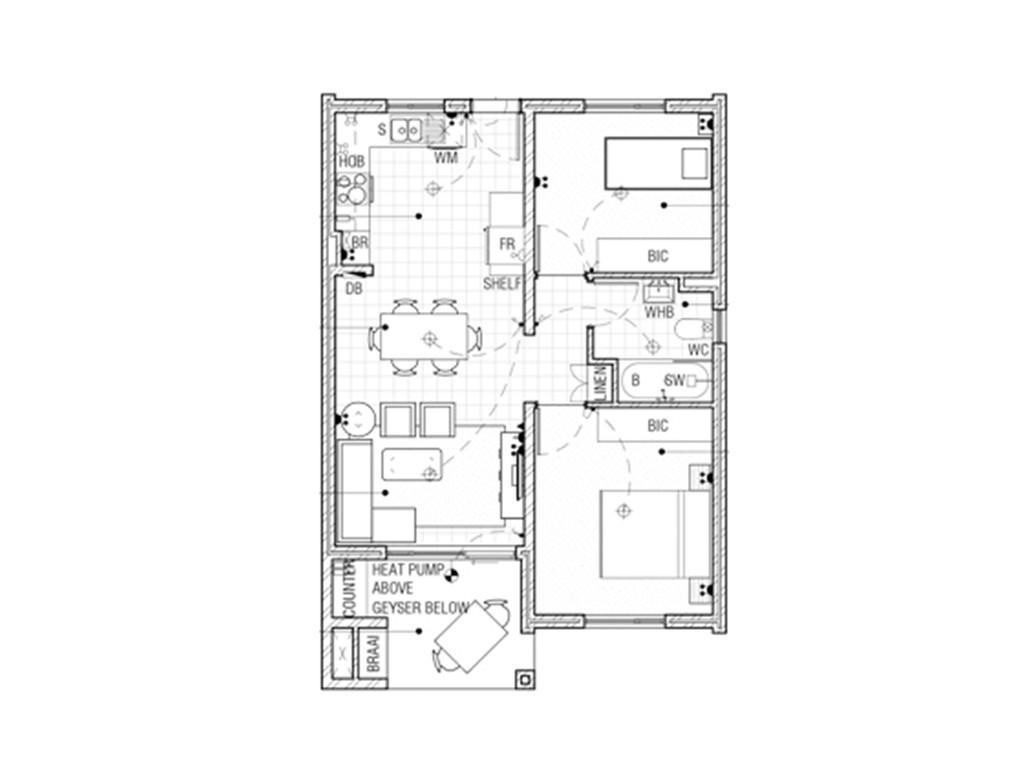 S
WM
HOB
BR
FR
SHELF
DB
BIC
WHB
WC
B
SW
LINEN
BIC
HEAT PUMP
ABOVE
GEYSER BELOW
COUNTER
BRAAI